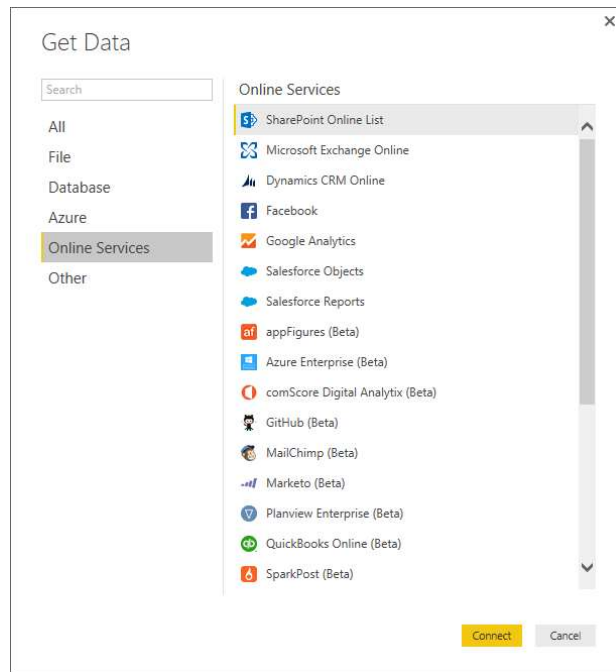 Get Data
Search
All
File
Database
Azure
Online Services
Other
Online Services
SharePoint Online List
Microsoft Exchange Online
Dynamics CRM Online
Facebook
Google Analytics
Salesforce Objects
Salesforce Reports
af appFigures (Beta)
Azure Enterprise (Beta)
comScore Digital Analytix (Beta)
GitHub (Beta)
MailChimp (Beta)
Marketo (Beta)
Planview Enterprise (Beta)
qb QuickBooks Online (Beta)
SparkPost (Beta)
Connect
Cancel